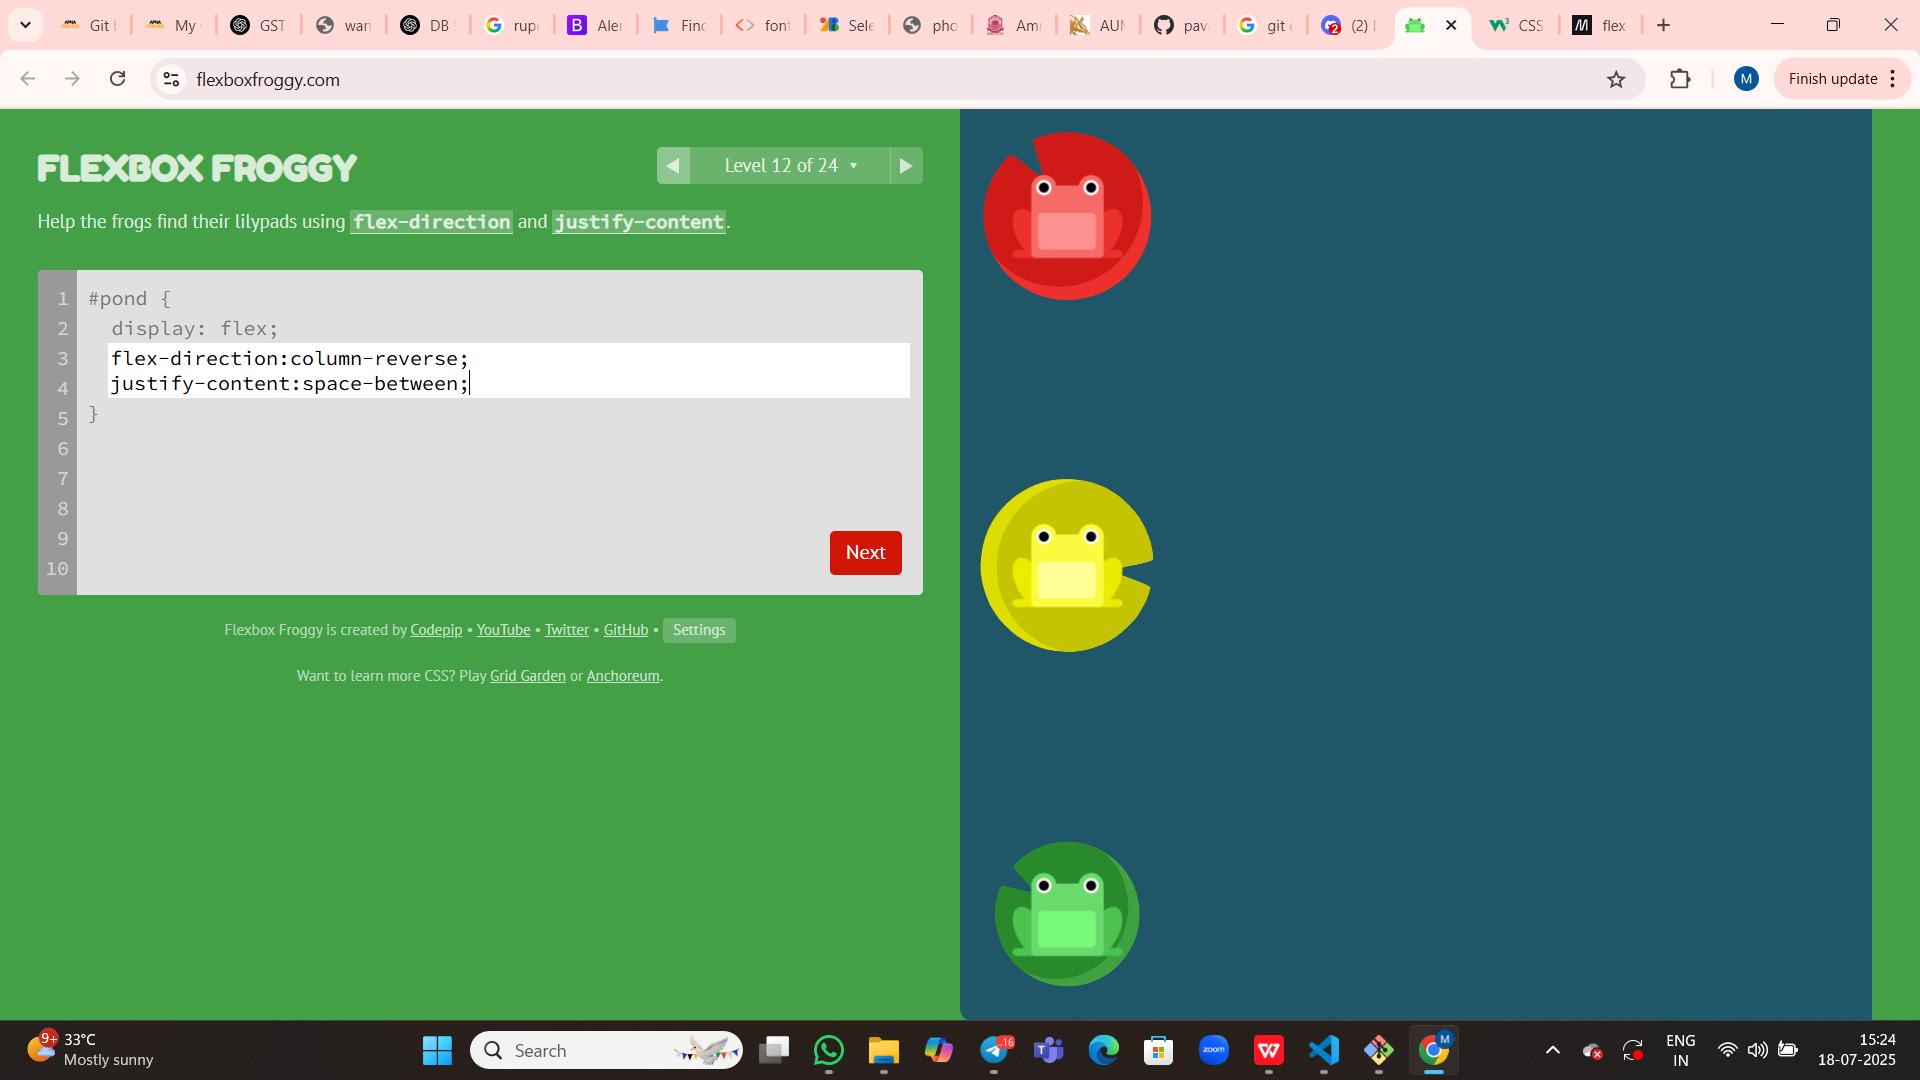 Git
My
GST
wan
DB
rup
B
Aler
Find
font
Sele
pho
Am
AUM
pav
git
(2)
CSS
flex
flexboxfroggy.com
M
Finish update
FLEXBOX FROGGY
Level 12 of 24
Help the frogs find their lilypads using flex-direction and justify-content.
1 #pond {
2 display: flex;
3 flex-direction:column-reverse;
4 justify-content:space-between;
5 }
6
7
8
9
10
Next
Flexbox Froggy is created by Codepip • YouTube • Twitter • GitHub • Settings
Want to learn more CSS? Play Grid Garden or Anchoreum.
9+
33°C
Mostly sunny
Search
16
zoom
M
ENG
IN
15:24
18-07-2025